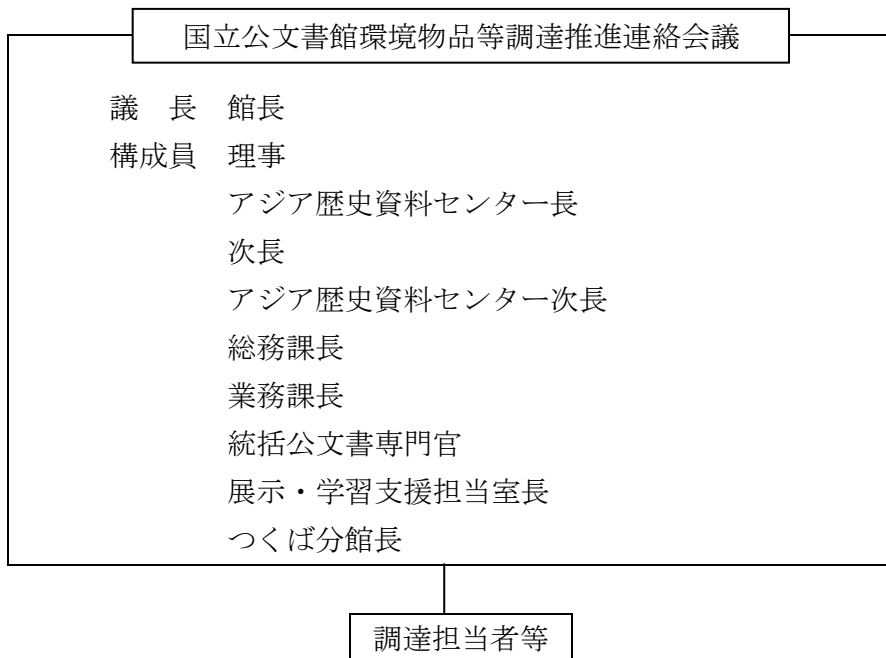 国立公文書館環境物品等調達推進連絡会議
議　長　館長
構成員　理事
アジア歴史資料センター長
次長
アジア歴史資料センター次長
総務課長
業務課長
統括公文書専門官
展示・学習支援担当室長
つくば分館長
調達担当者等